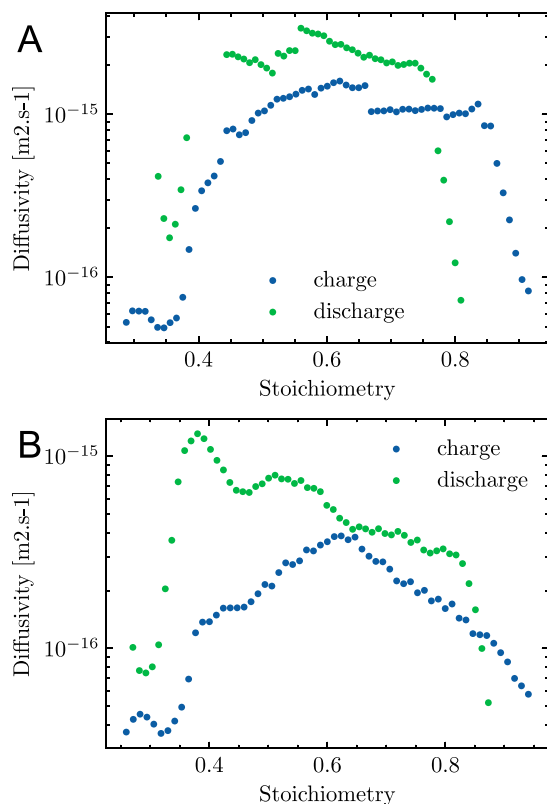 A
Diffusivity [m2.s-1]
10⁻¹⁵
10⁻¹⁶
charge
discharge
0.4 0.6 0.8
Stoichiometry
B
Diffusivity [m2.s-1]
10⁻¹⁵
10⁻¹⁶
charge
discharge
0.4 0.6 0.8
Stoichiometry